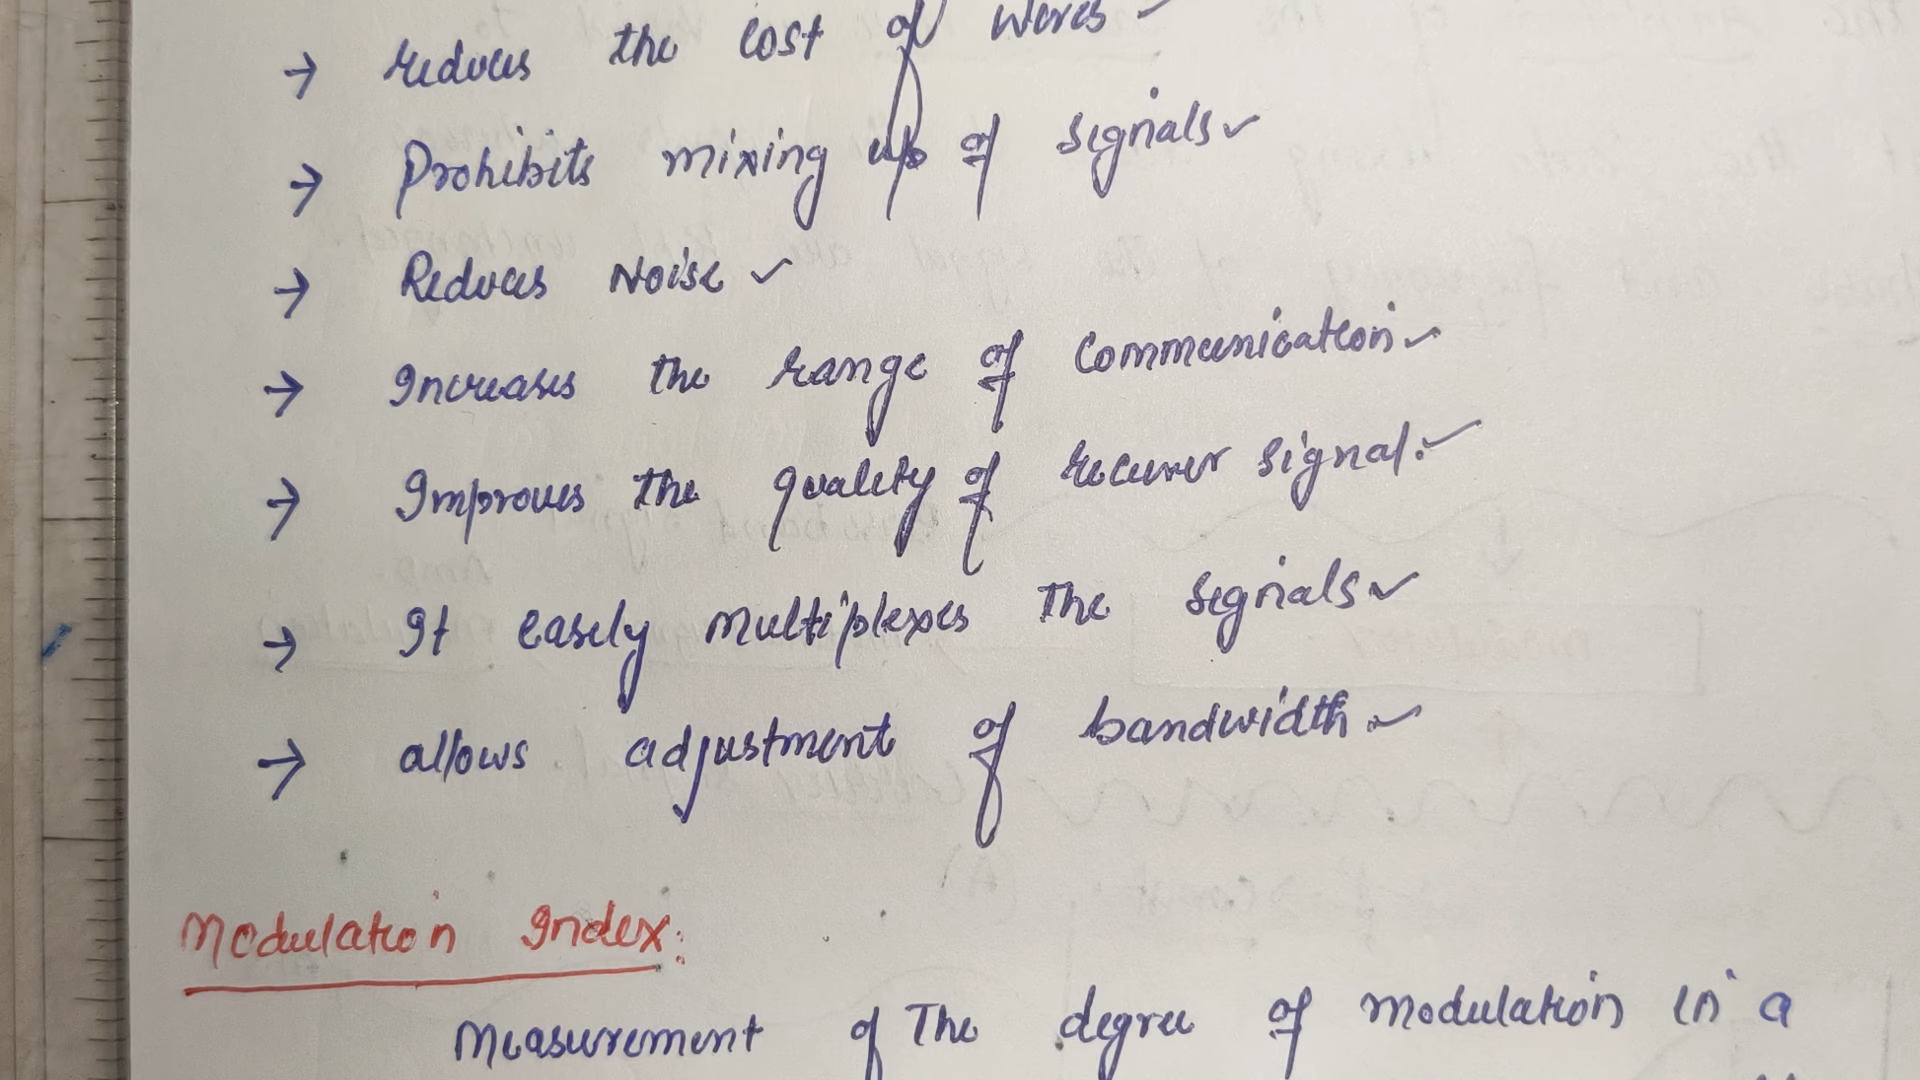 → reduces the cost of wires
→ Prohibits mixing up of signals ✓
→ Reduces Noise ✓
→ Increases the range of communication ✓
→ Improves the quality of receiver signal. ✓
→ It easily multiplexes the signals ✓
→ allows adjustment of bandwidth ✓
Modulation Index:
Measurement of The degree of modulation in a